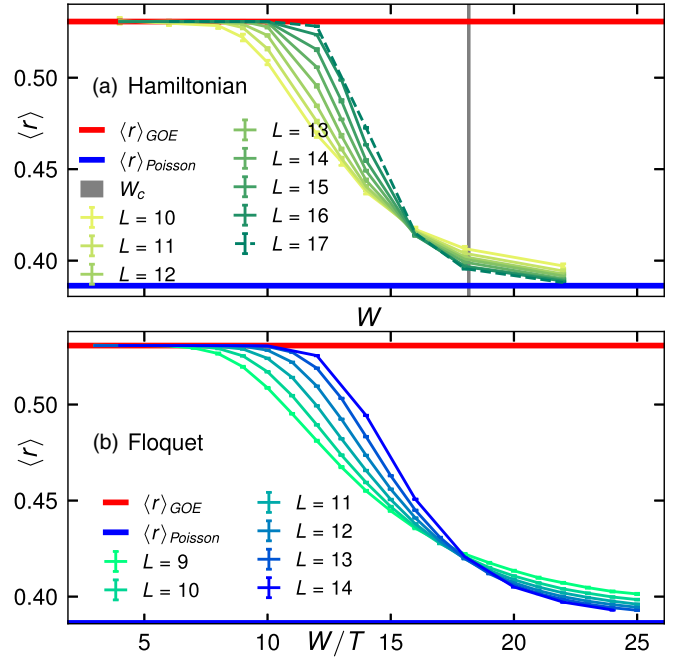 0.50
0.45
0.40
⟨r⟩
(a) Hamiltonian
⟨r⟩GOE
⟨r⟩Poisson
Wc
L = 10
L = 11
L = 12
L = 13
L = 14
L = 15
L = 16
L = 17
W
0.50
0.45
0.40
⟨r⟩
(b) Floquet
⟨r⟩GOE
⟨r⟩Poisson
L = 9
L = 10
L = 11
L = 12
L = 13
L = 14
5 10 15 20 25
W/T